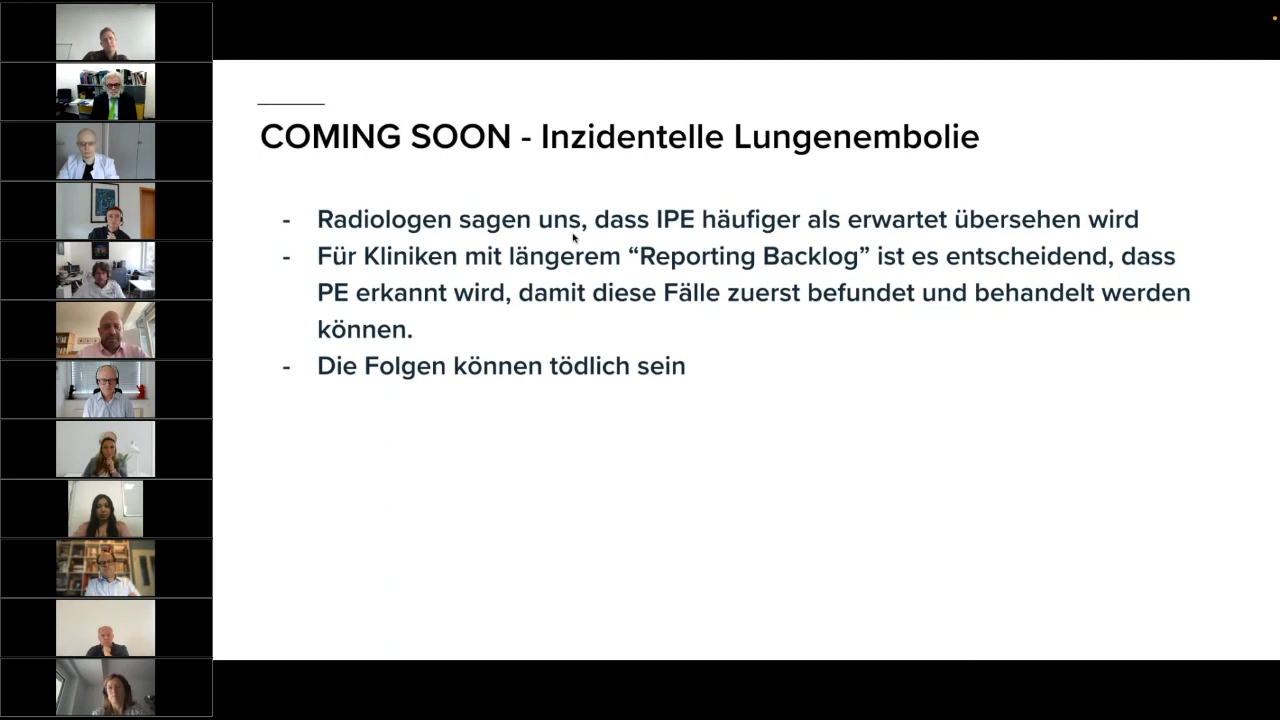 COMING SOON - Inzidentelle Lungenembolie
- Radiologen sagen uns, dass IPE häufiger als erwartet übersehen wird
- Für Kliniken mit längerem “Reporting Backlog” ist es entscheidend, dass
PE erkannt wird, damit diese Fälle zuerst befundet und behandelt werden
können.
- Die Folgen können tödlich sein